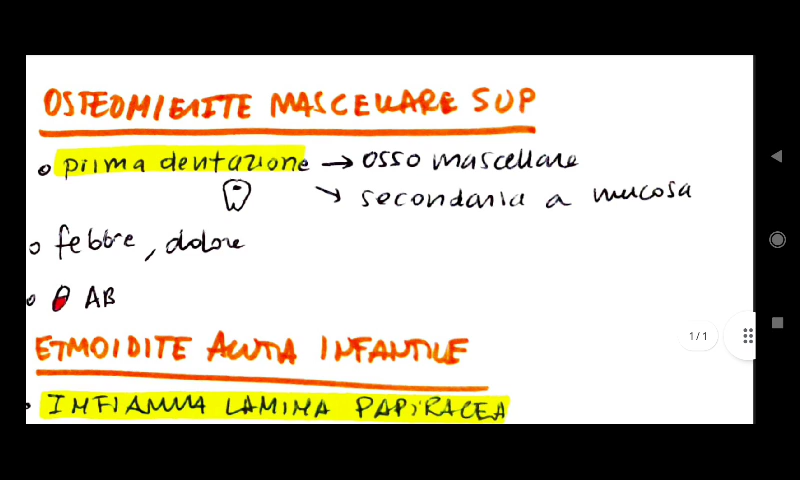 OSTEOMIELITE MASCELLARE SUP
prima dentazione → osso mascellare
↘ secondaria a mucosa
febbre, dolore
AB
ETMOIDITE ACUTA INFANTILE
INFIAMMA LAMINA PAPIRACEA
1/1